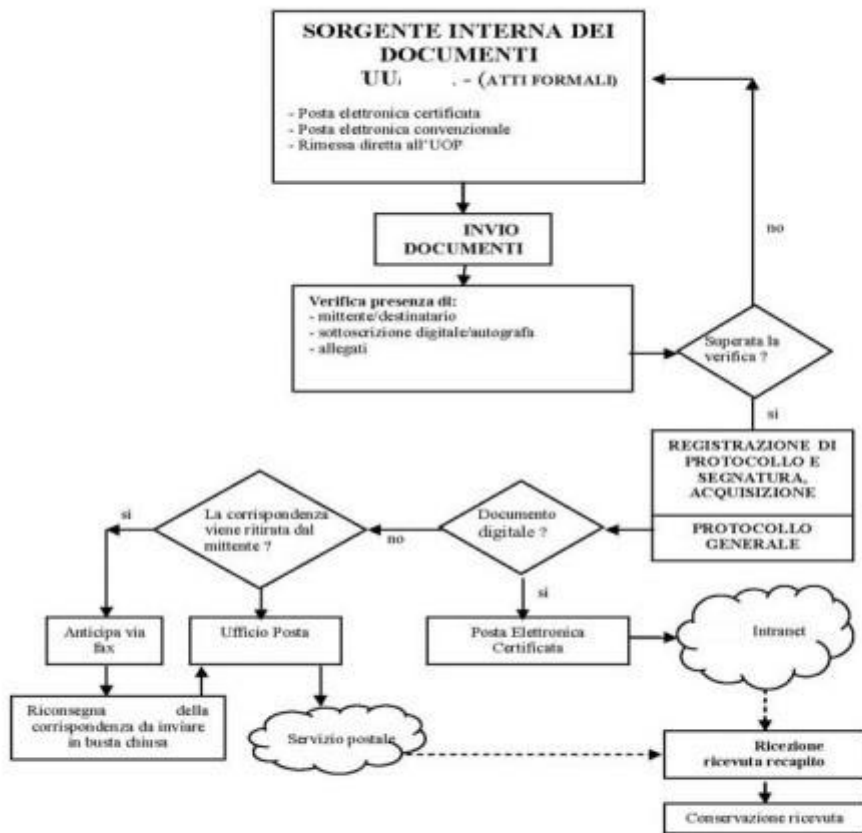 SORGENTE INTERNA DEI
DOCUMENTI
UU. . - (ATTI FORMALI)
- Posta elettronica certificata
- Posta elettronica convenzionale
- Rimessa diretta all'UOP
INVIO
DOCUMENTI
no
Verifica presenza di:
- mittente/destinatario
- sottoscrizione digitale/autografa
- allegati
Superata la
verifica ?
si
REGISTRAZIONE DI
PROTOCOLLO E
SEGNATURA,
ACQUISIZIONE
PROTOCOLLO
GENERALE
Documento
digitale ?
no
si
La corrispondenza
viene ritirata dal
mittente ?
si
Anticipa via
fax
Ufficio Posta
Posta Elettronica
Certificata
Intranet
Riconsegna della
corrispondenza da inviare
in busta chiusa
Servizio postale
Ricezione
ricevuta recapito
Conservazione ricevuta